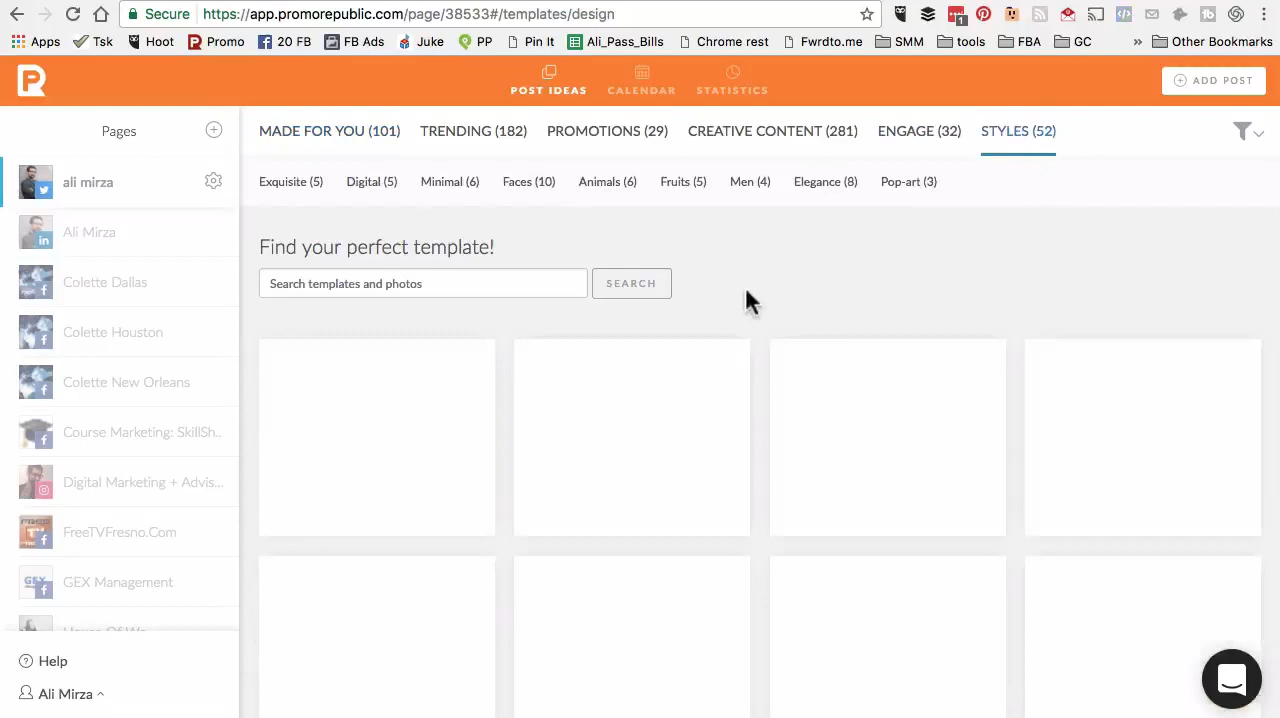 Secure https://app.promorepublic.com/page/38533#/templates/design
1
Apps Tsk Hoot Promo 20 FB FB Ads Juke PP Pin It Ali_Pass_Bills Chrome rest Fwrdto.me SMM tools FBA GC » Other Bookmarks
POST IDEAS CALENDAR STATISTICS
ADD POST
Pages
MADE FOR YOU (101) TRENDING (182) PROMOTIONS (29) CREATIVE CONTENT (281) ENGAGE (32) STYLES (52)
Exquisite (5) Digital (5) Minimal (6) Faces (10) Animals (6) Fruits (5) Men (4) Elegance (8) Pop-art (3)
ali mirza
Ali Mirza
Colette Dallas
Colette Houston
Colette New Orleans
Course Marketing: SkillSh..
Digital Marketing + Advis...
FreeTVFresno.Com
GEX Management
Find your perfect template!
Search templates and photos SEARCH
Help
Ali Mirza